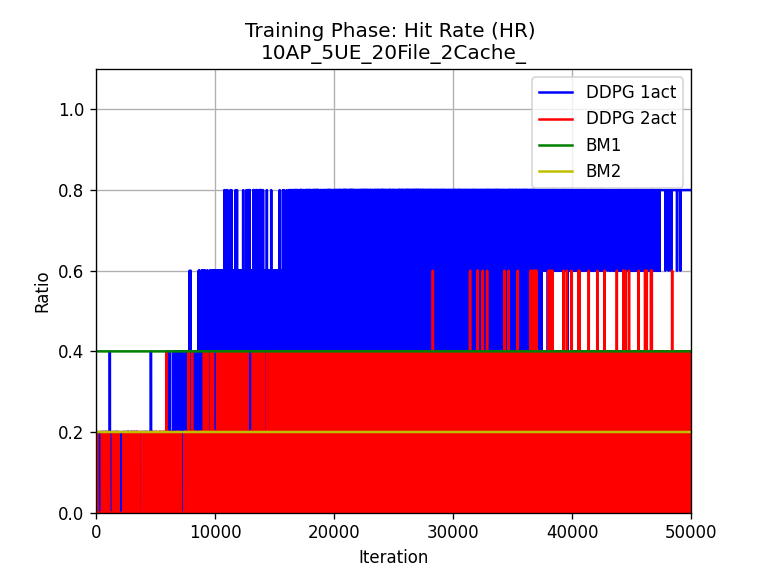 Training Phase: Hit Rate (HR)
10AP_5UE_20File_2Cache_
DDPG 1act
DDPG 2act
BM1
BM2
Ratio
1.0
0.8
0.6
0.4
0.2
0.0
0 10000 20000 30000 40000 50000
Iteration